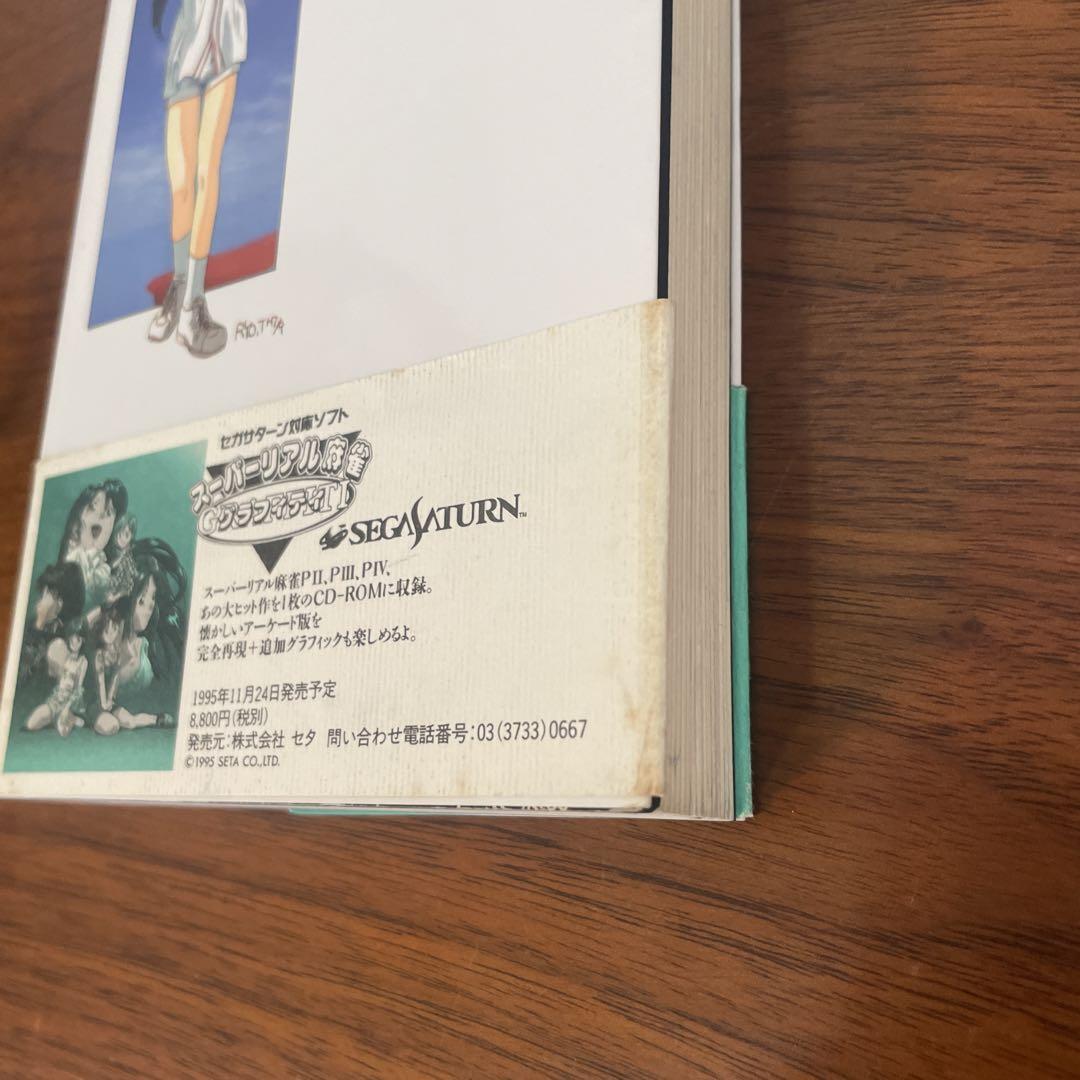 RYO.TAA
セガサターン対応ソフト
スーパーリアル麻雀
グラフィティ
SEGA SATURN™
スーパーリアル麻雀PII、PIII、PIV、
あの大ヒット作を1枚のCD-ROMに収録。
懐かしいアーケード版を
完全再現+追加グラフィックも楽しめるよ。
1995年11月24日発売予定
8,800円(税別)
発売元:株式会社 セタ 問い合わせ電話番号:03(3733)0667
©1995 SETA CO.,LTD.